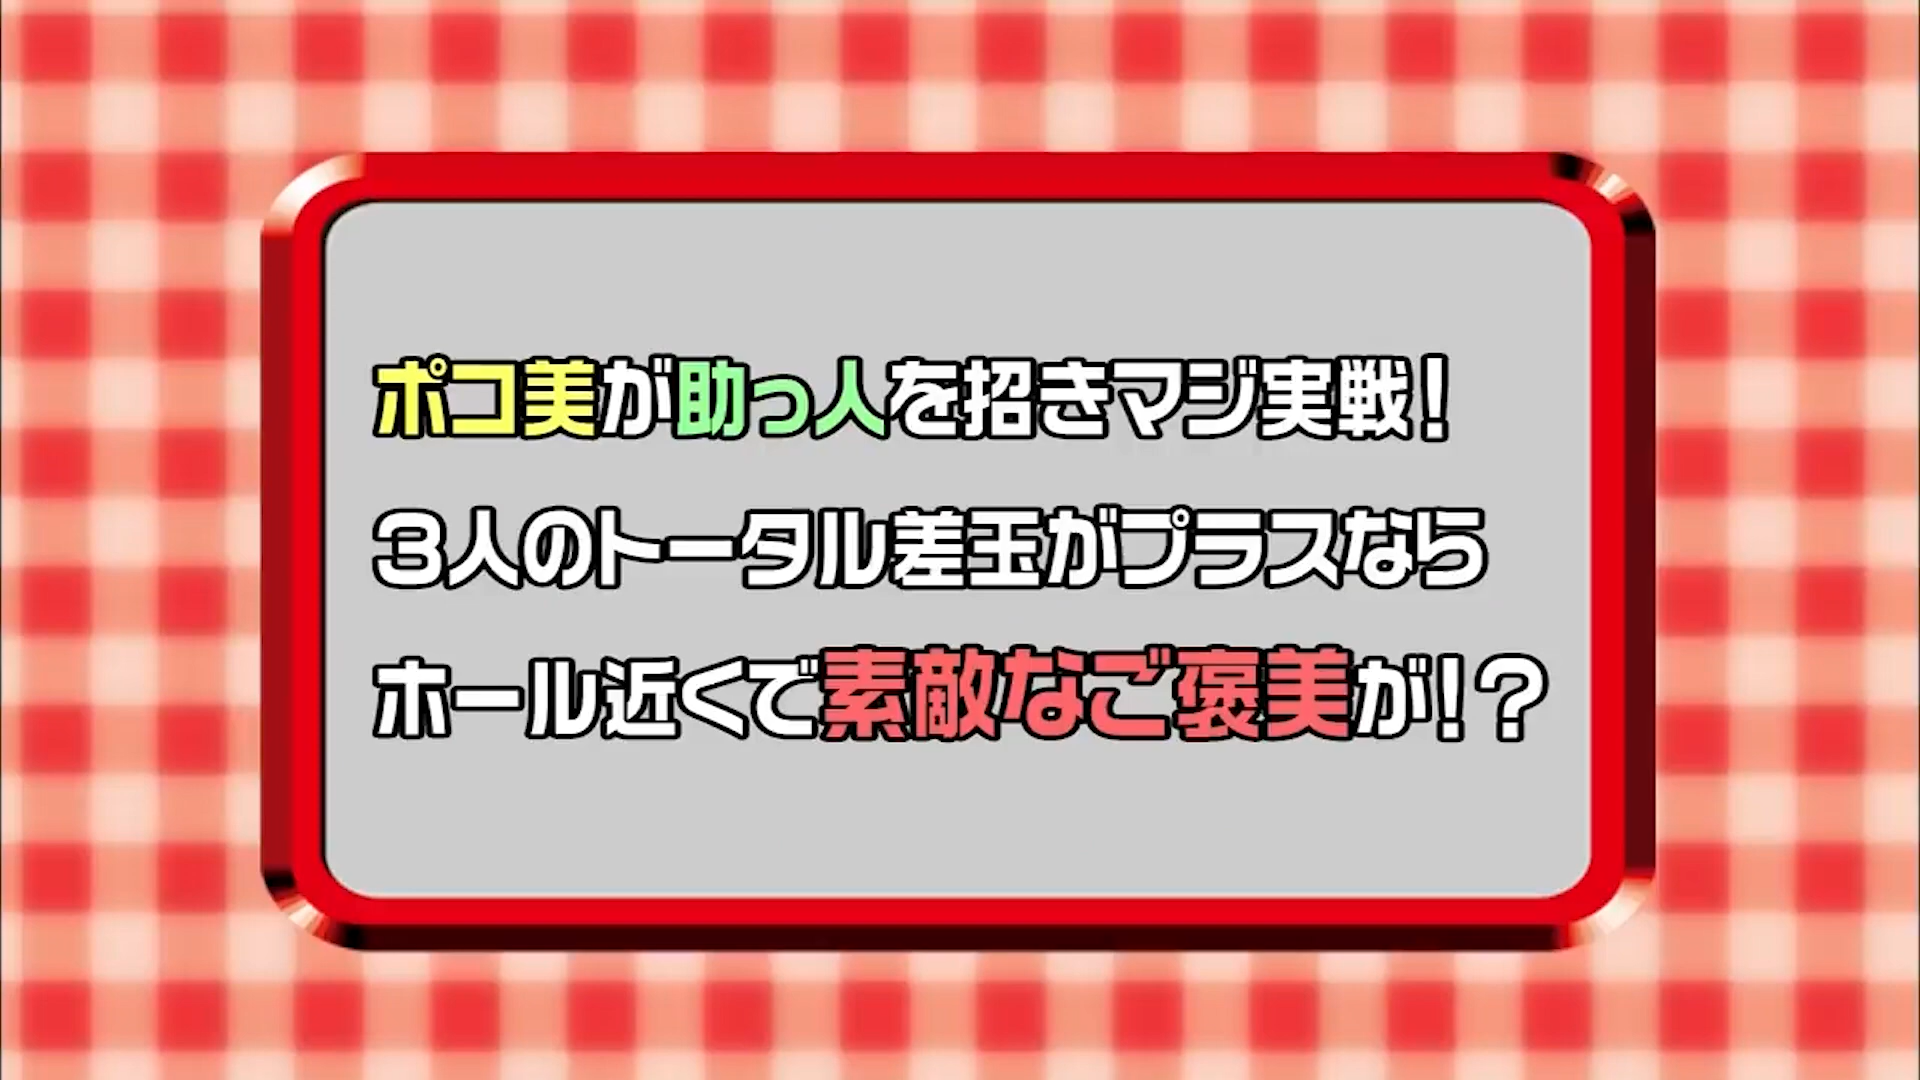 ポコ美が助っ人を招きマジ実戦！
３人のトータル差玉がプラスなら
ホール近くで素敵なご褒美が！？